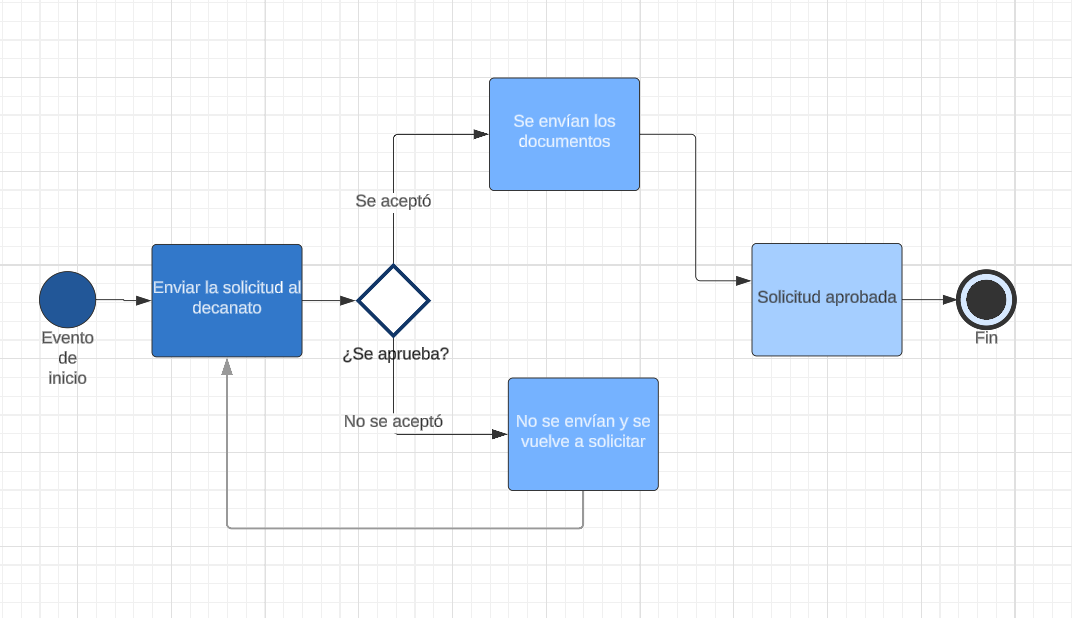 Se envían los
documentos
Se aceptó
Enviar la solicitud al
decanato
Solicitud aprobada
Evento
de
inicio
Fin
¿Se aprueba?
No se aceptó
No se envían y se
vuelve a solicitar